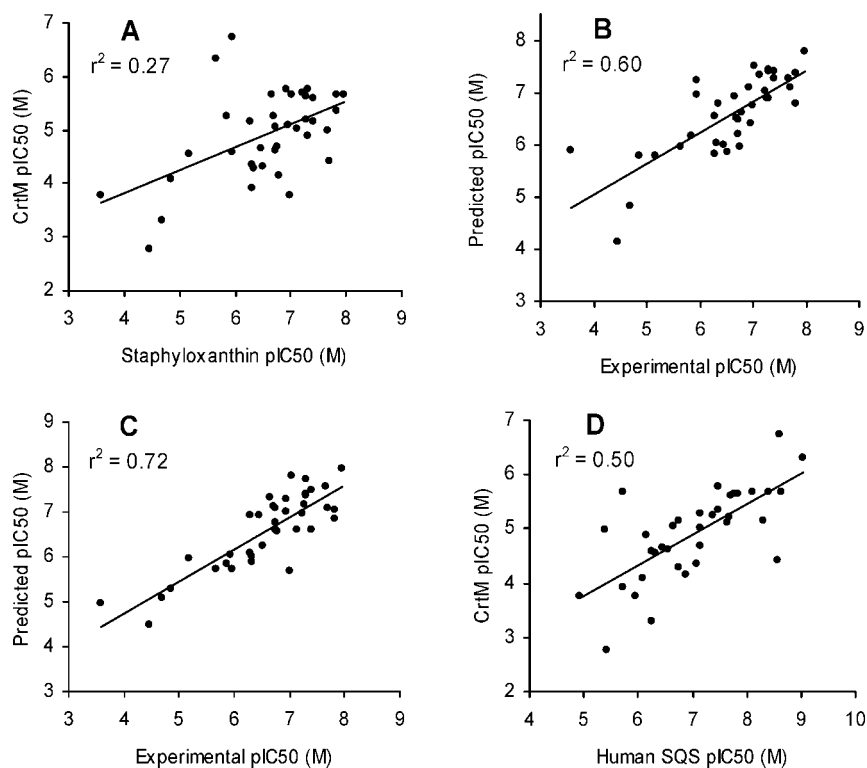 A
r² = 0.27
7
6
5
4
3
2
3 4 5 6 7 8 9
CrtM pIC50 (M)
Staphyloxanthin pIC50 (M)
B
r² = 0.60
8
7
6
5
4
3
3 4 5 6 7 8 9
Predicted pIC50 (M)
Experimental pIC50 (M)
C
r² = 0.72
9
8
7
6
5
4
3
3 4 5 6 7 8 9
Predicted pIC50 (M)
Experimental pIC50 (M)
D
r² = 0.50
7
6
5
4
3
2
4 5 6 7 8 9 10
CrtM pIC50 (M)
Human SQS pIC50 (M)